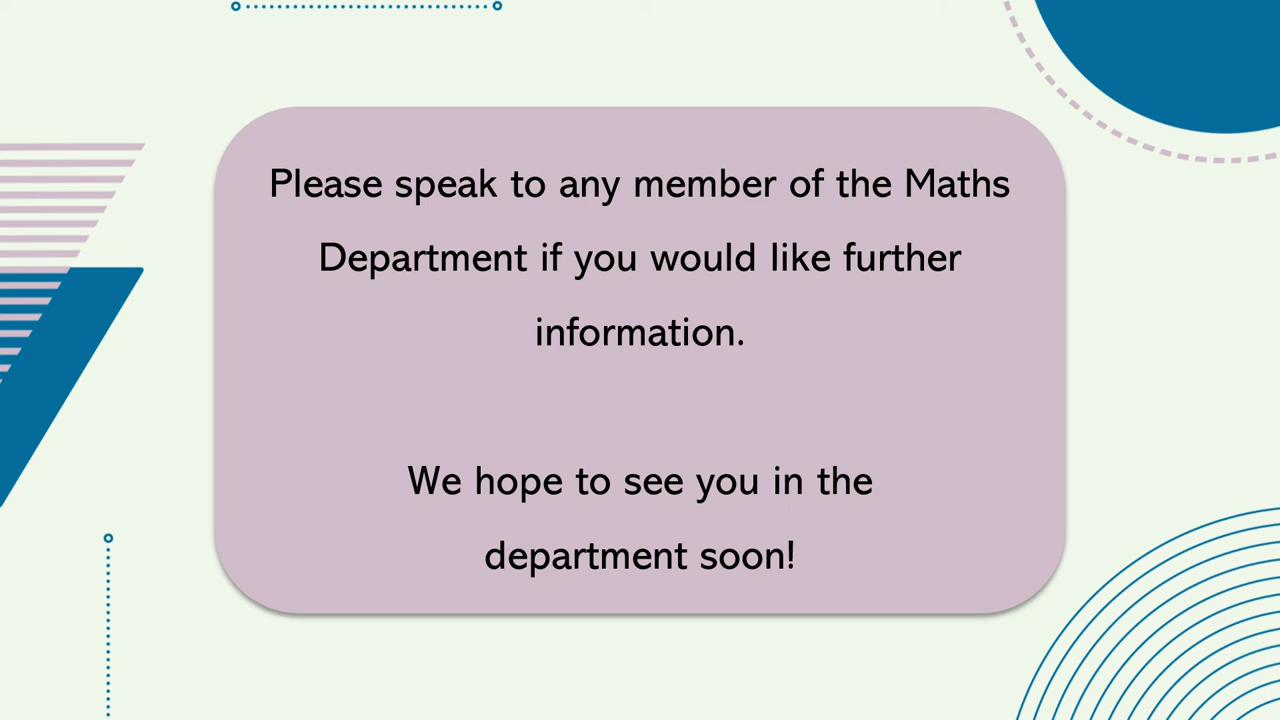 Please speak to any member of the Maths
Department if you would like further
information.
We hope to see you in the
department soon!